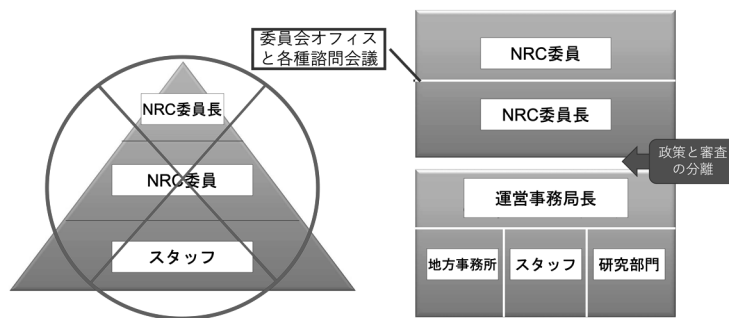 NRC委員長
NRC委員
スタッフ
委員会オフィス
と各種諮問会議
NRC委員
NRC委員長
政策と審査
の分離
運営事務局長
地方事務所
スタッフ
研究部門